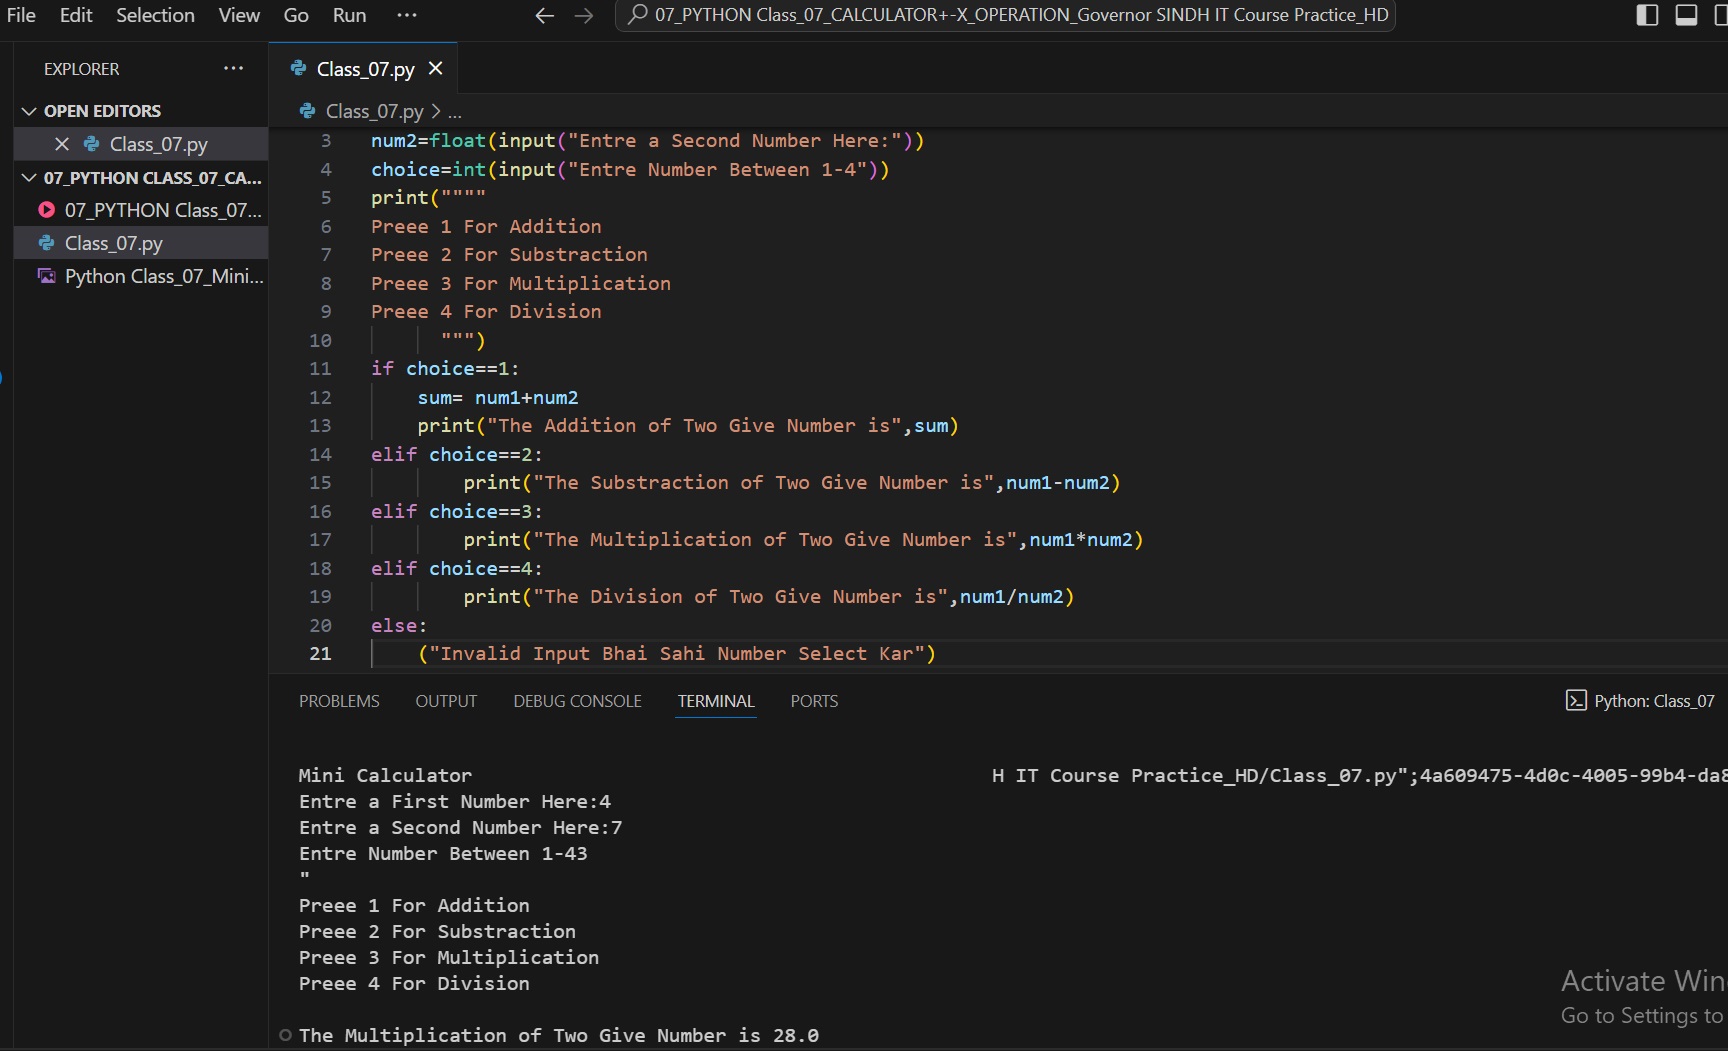 File Edit Selection View Go Run ···
07_PYTHON Class_07_CALCULATOR+-X_OPERATION_Governor SINDH IT Course Practice_HD
EXPLORER ···
OPEN EDITORS
Class_07.py
07_PYTHON CLASS_07_CA...
07_PYTHON Class_07...
Class_07.py
Python Class_07_Mini...
Class_07.py
Class_07.py > ...
3 num2=float(input("Entre a Second Number Here:"))
4 choice=int(input("Entre Number Between 1-4"))
5 print(""""
6 Preee 1 For Addition
7 Preee 2 For Substraction
8 Preee 3 For Multiplication
9 Preee 4 For Division
10 """)
11 if choice==1:
12 sum= num1+num2
13 print("The Addition of Two Give Number is",sum)
14 elif choice==2:
15 print("The Substraction of Two Give Number is",num1-num2)
16 elif choice==3:
17 print("The Multiplication of Two Give Number is",num1*num2)
18 elif choice==4:
19 print("The Division of Two Give Number is",num1/num2)
20 else:
21 ("Invalid Input Bhai Sahi Number Select Kar")
PROBLEMS OUTPUT DEBUG CONSOLE TERMINAL PORTS
Python: Class_07
Mini Calculator H IT Course Practice_HD/Class_07.py";4a609475-4d0c-4005-99b4-da8
Entre a First Number Here:4
Entre a Second Number Here:7
Entre Number Between 1-43
"
Preee 1 For Addition
Preee 2 For Substraction
Preee 3 For Multiplication
Preee 4 For Division
The Multiplication of Two Give Number is 28.0
Activate Win
Go to Settings to